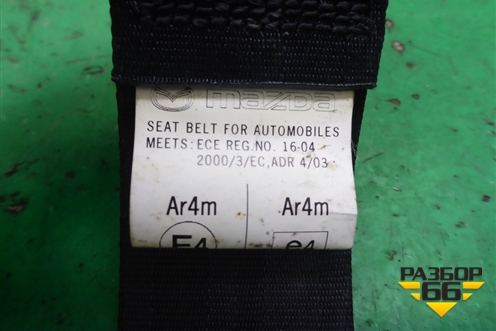 mazda
SEAT BELT FOR AUTOMOBILES
MEETS: ECE REG.NO. 16-04
2000/3/EC, ADR 4/03
Ar4m Ar4m
E4 e4
РАЗБОР
66